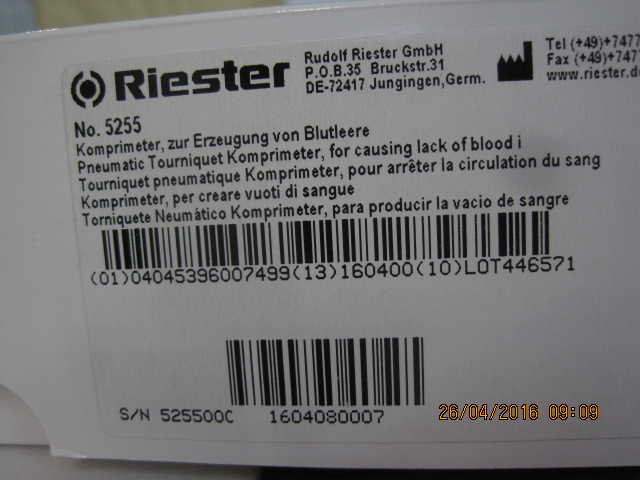 Riester
Rudolf Riester GmbH
P.O.B.35 Bruckstr.31
DE-72417 Jungingen,Germ.
Tel (+49)+7477
Fax (+49)+747
www.riester.d
No. 5255
Komprimeter, zur Erzeugung von Blutleere
Pneumatic Tourniquet Komprimeter, for causing lack of blood i
Tourniquet pneumatique Komprimeter, pour arrêter la circulation du sang
Komprimeter, per creare vuoti di sangue
Torniquete Neumático Komprimeter, para producir la vacio de sangre
(01)04045396007499(13)160400(10)LOT446571
S/N 525500C 1604080007
26/04/2016 09:09